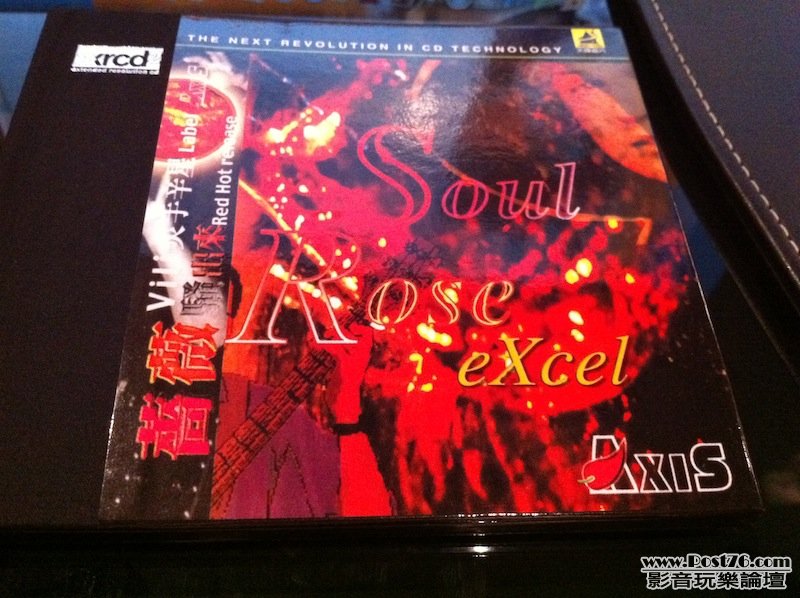 THE NEXT REVOLUTION IN CD TECHNOLOGY
xrcd
extended resolution cd
Soul
Rose
eXcel
AXIS
薔薇
Label
Red Hot release
www.Post76.com
影音玩樂論壇